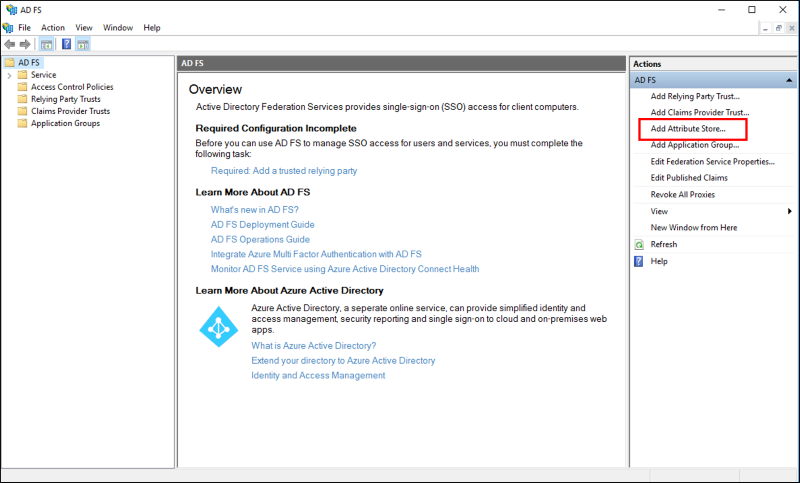 AD FS
File Action View Window Help
AD FS
Service
Access Control Policies
Relying Party Trusts
Claims Provider Trusts
Application Groups
AD FS
Overview
Active Directory Federation Services provides single-sign-on (SSO) access for client computers.
Required Configuration Incomplete
Before you can use AD FS to manage SSO access for users and services, you must complete the
following task:
Required: Add a trusted relying party
Learn More About AD FS
What's new in AD FS?
AD FS Deployment Guide
AD FS Operations Guide
Integrate Azure Multi Factor Authentication with AD FS
Monitor AD FS Service using Azure Active Directory Connect Health
Learn More About Azure Active Directory
Azure Active Directory, a seperate online service, can provide simplified identity and
access management, security reporting and single sign-on to cloud and on-premises web
apps.
What is Azure Active Directory?
Extend your directory to Azure Active Directory
Identity and Access Management
Actions
AD FS
Add Relying Party Trust...
Add Claims Provider Trust...
Add Attribute Store...
Add Application Group...
Edit Federation Service Properties...
Edit Published Claims
Revoke All Proxies
View
New Window from Here
Refresh
Help